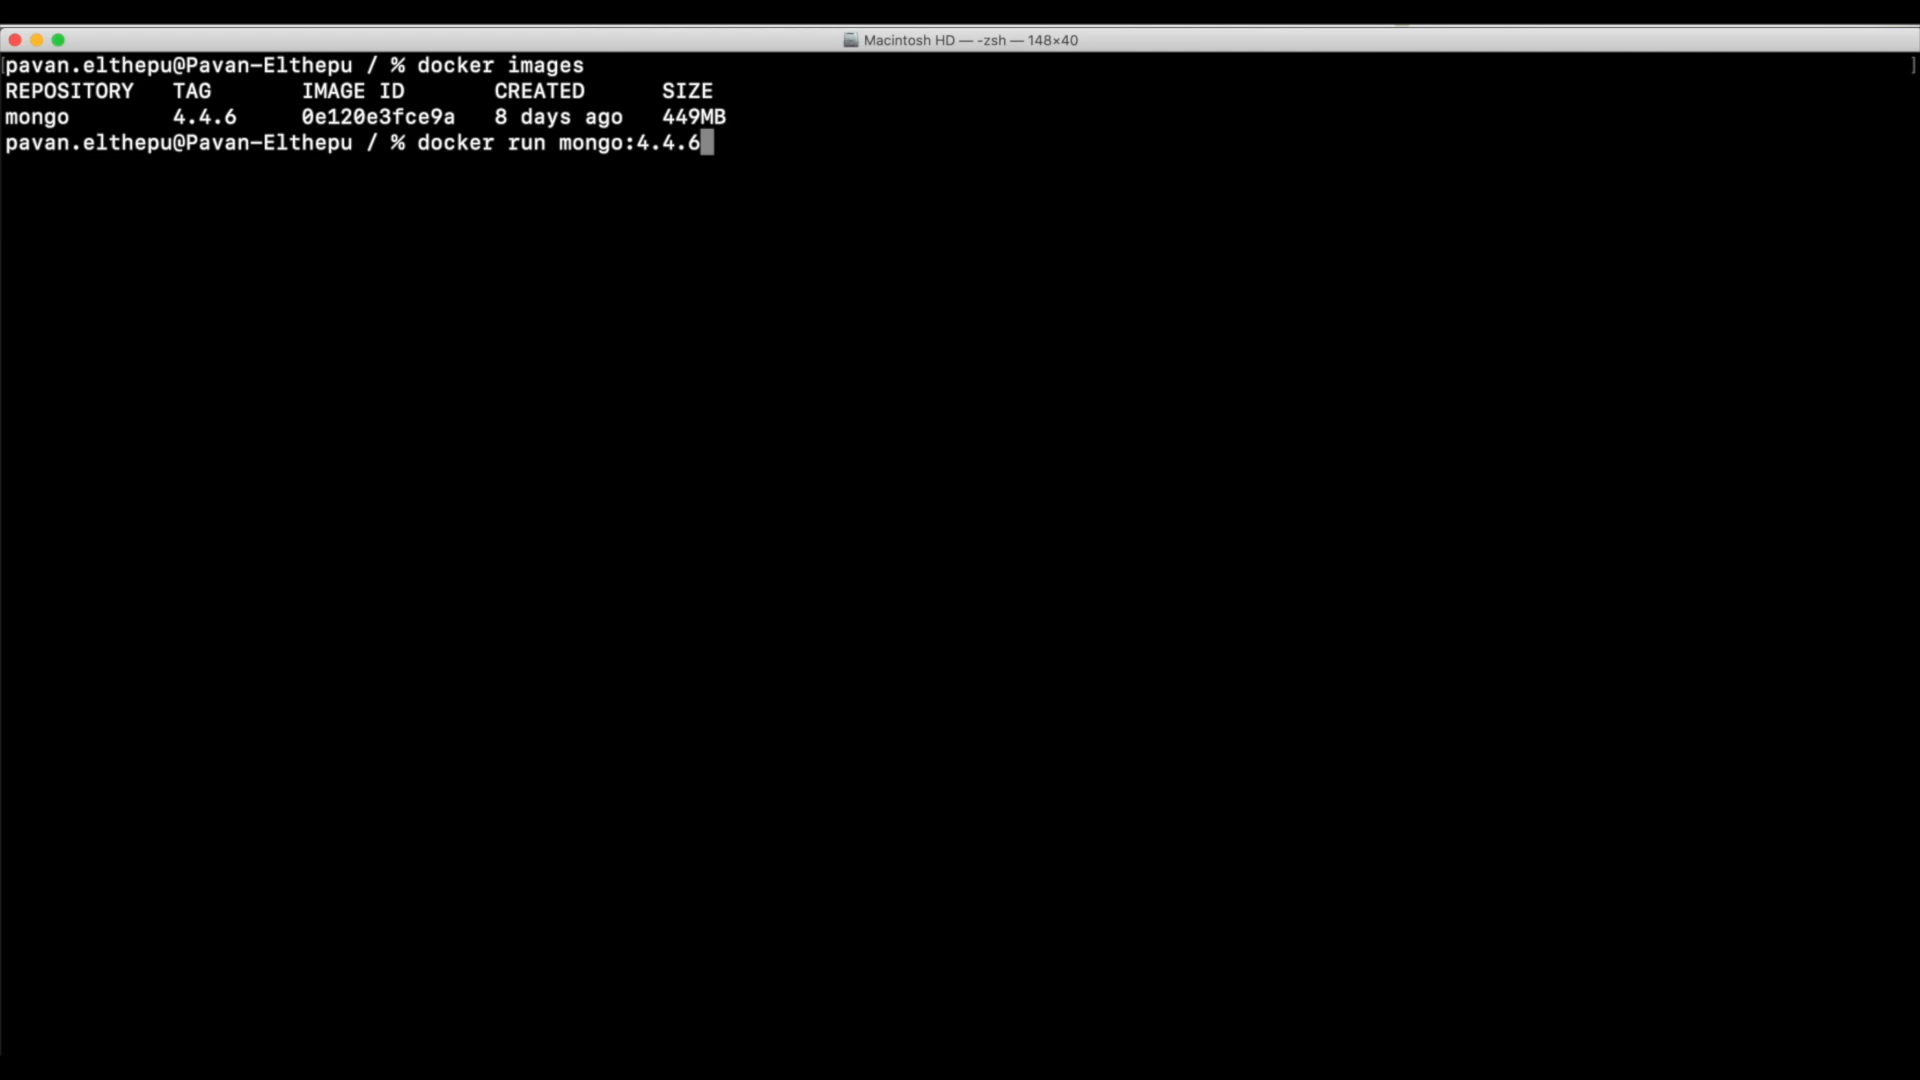 Macintosh HD — -zsh — 148×40
pavan.elthepu@Pavan-Elthepu / % docker images
REPOSITORY   TAG       IMAGE ID       CREATED      SIZE
mongo        4.4.6     0e120e3fce9a   8 days ago   449MB
pavan.elthepu@Pavan-Elthepu / % docker run mongo:4.4.6